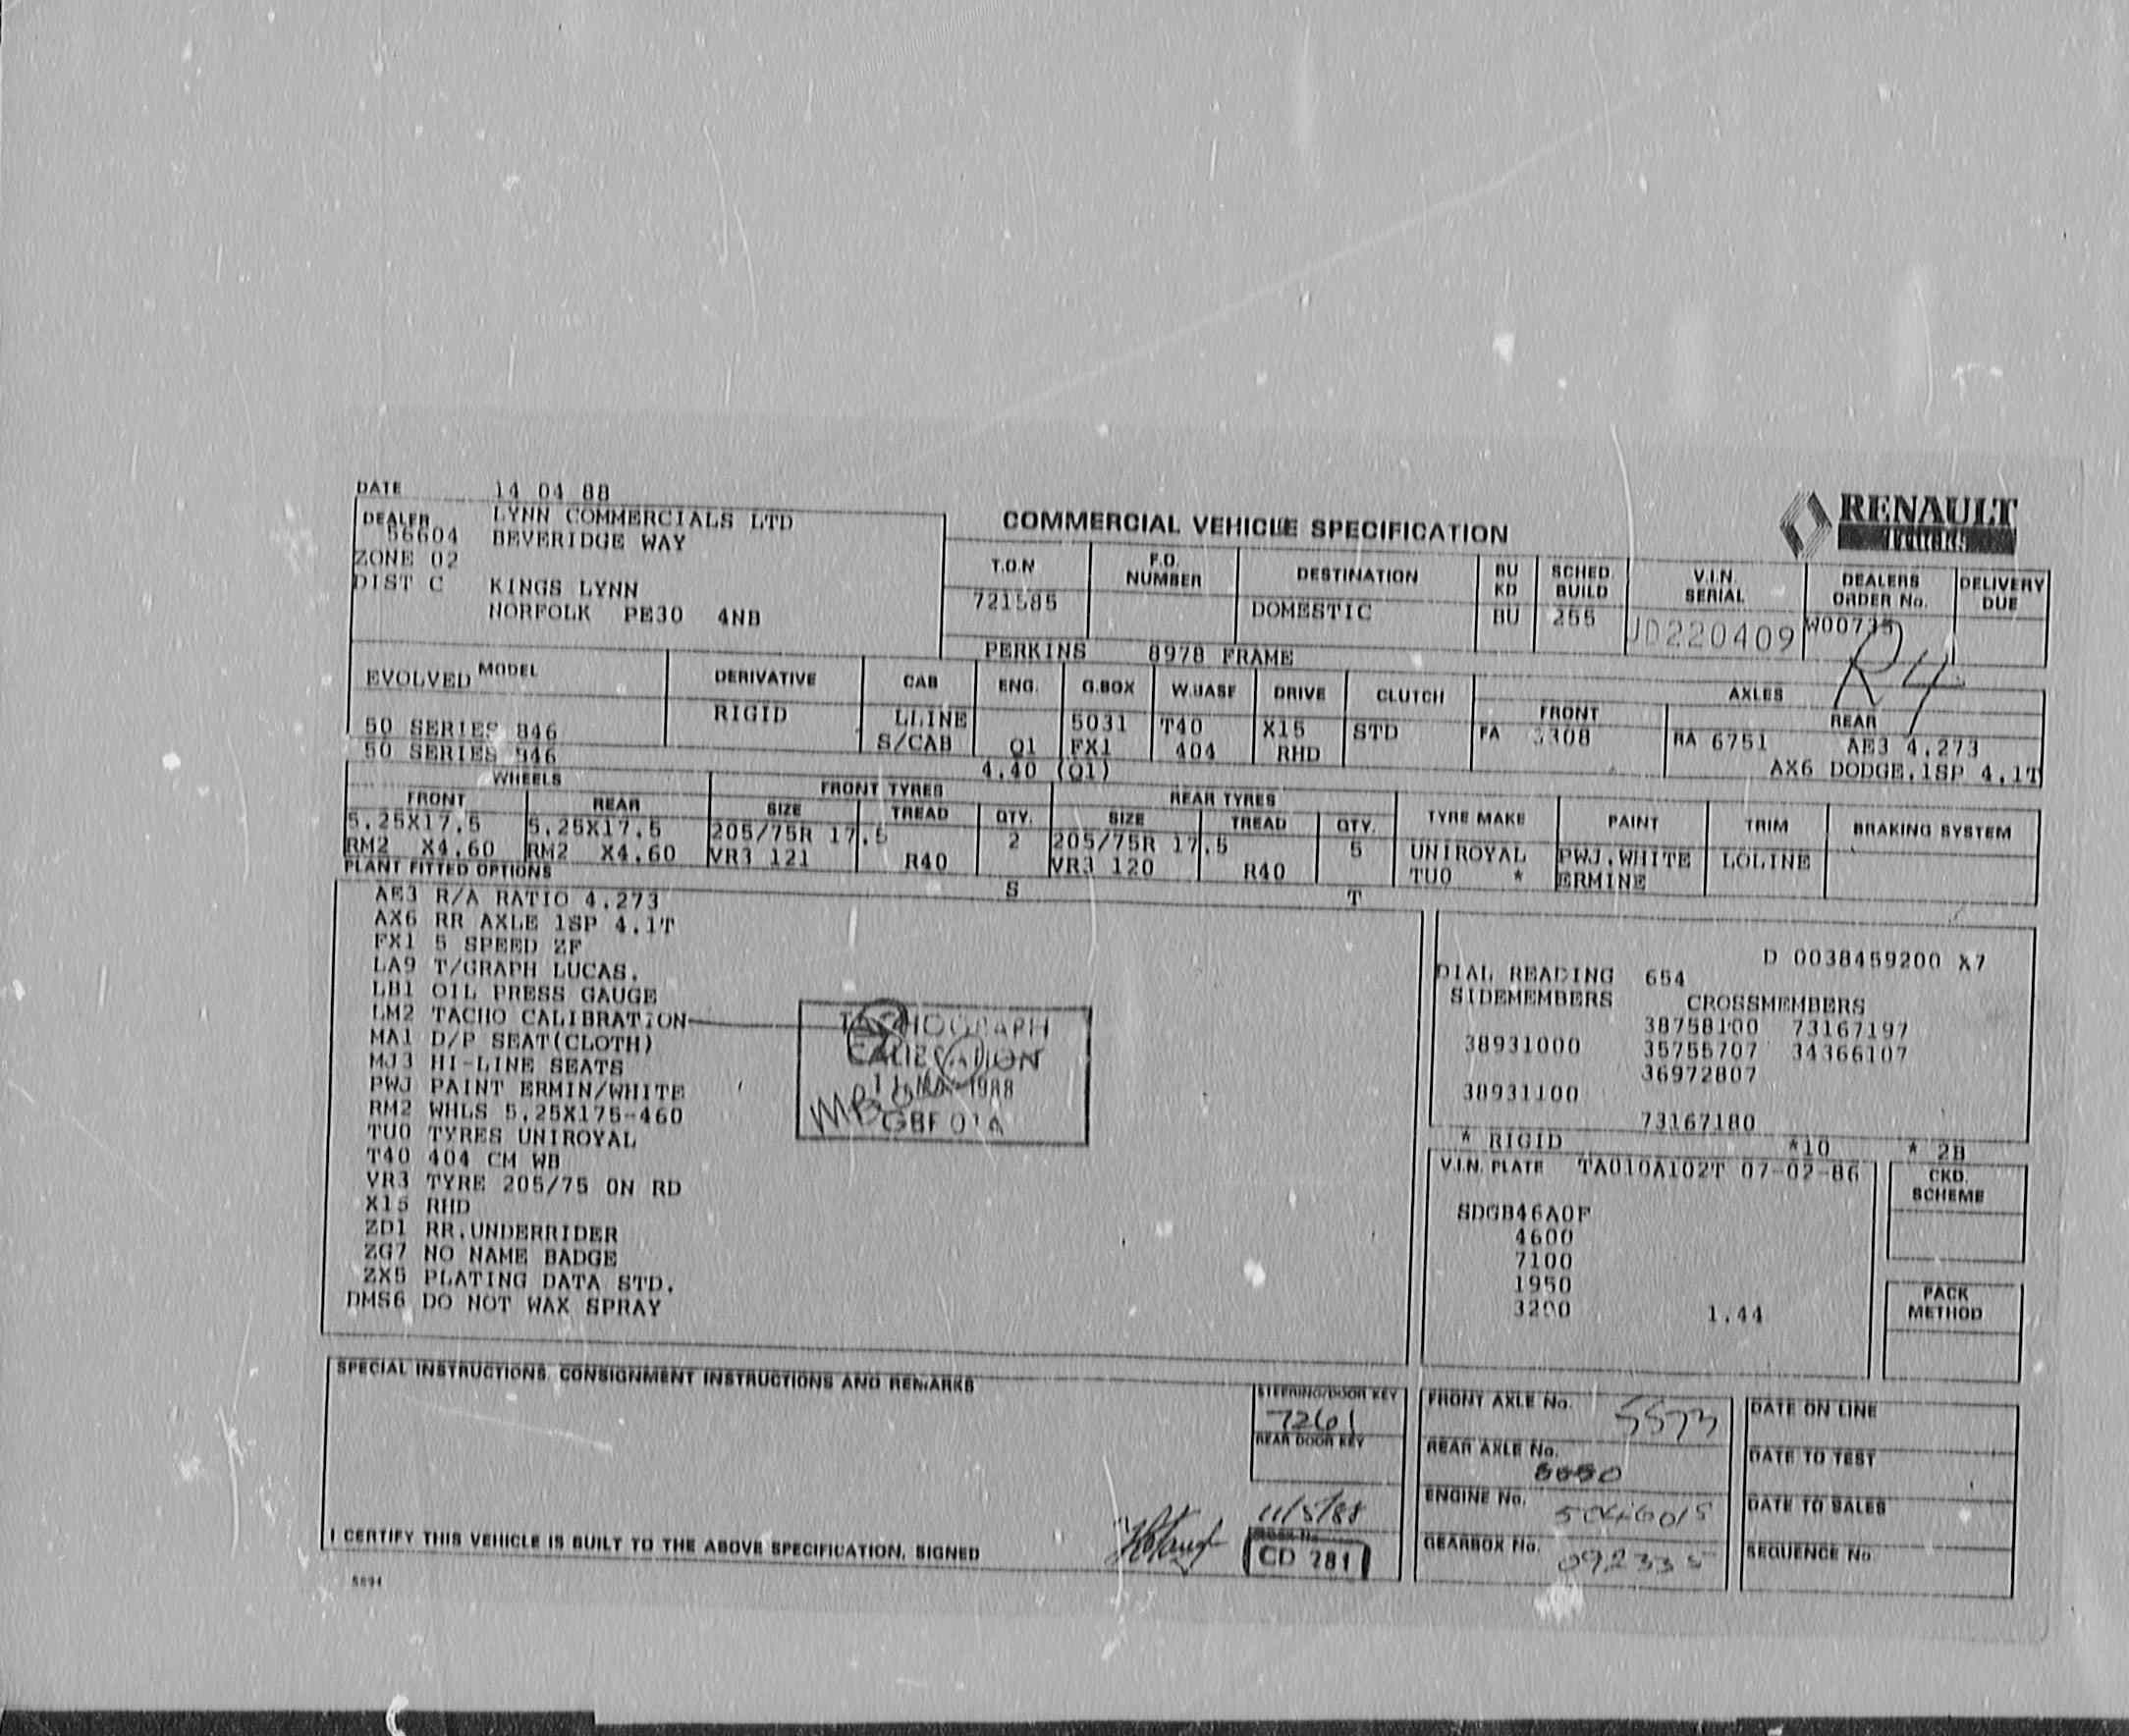 DATE 14 04 88
DEALER LYNN COMMERCIALS LTD
56604 BEVERIDGE WAY
ZONE 02
DIST C KINGS LYNN
NORFOLK PE30 4NB
COMMERCIAL VEHICLE SPECIFICATION
RENAULT
TRUCKS
T.O.N F.O. NUMBER DESTINATION BU KD SCHED. BUILD V.I.N. SERIAL DEALERS ORDER No. DELIVERY DUE
721585 DOMESTIC BU 255 JD220409 W00735
R4
PERKINS 8978 FRAME
EVOLVED MODEL DERIVATIVE CAB ENG. G.BOX W.BASE DRIVE CLUTCH AXLES
FRONT REAR
50 SERIES 846 RIGID LLINE 5031 T40 X15 STD FA 3308 RA 6751 AE3 4.273
50 SERIES 946 S/CAB Q1 FX1 404 RHD AX6 DODGE.1SP 4.1T
4.40 (Q1)
WHEELS FRONT TYRES REAR TYRES
FRONT REAR SIZE TREAD QTY. SIZE TREAD QTY. TYRE MAKE PAINT TRIM BRAKING SYSTEM
5.25X17.5 5.25X17.5 205/75R 17.5 2 205/75R 17.5 5 UNIROYAL PWJ.WHITE LOLINE
RM2 X4.60 RM2 X4.60 VR3 121 R40 VR3 120 R40 TU0 * ERMINE
PLANT FITTED OPTIONS S T
AE3 R/A RATIO 4.273
AX6 RR AXLE 1SP 4.1T
FX1 5 SPEED ZF
LA9 T/GRAPH LUCAS.
LB1 OIL PRESS GAUGE
LM2 TACHO CALIBRATION
MA1 D/P SEAT(CLOTH)
MJ3 HI-LINE SEATS
PWJ PAINT ERMIN/WHITE
RM2 WHLS 5.25X175-460
TU0 TYRES UNIROYAL
T40 404 CM WB
VR3 TYRE 205/75 ON RD
X15 RHD
ZD1 RR.UNDERRIDER
ZG7 NO NAME BADGE
ZX5 PLATING DATA STD.
DMS6 DO NOT WAX SPRAY
TACHOGRAPH
CALIBRATION
1988
GBF 01A
D 0038459200 X7
DIAL READING 654
SIDEMEMBERS CROSSMEMBERS
38758100 73167197
38931000 35755707 34366107
36972807
38931100
73167180
* RIGID *10 * 2B
V.I.N. PLATE TA010A102T 07-02-86
SDGB46A0F
4600
7100
1950
3200 1.44
CKD. SCHEME
PACK METHOD
SPECIAL INSTRUCTIONS, CONSIGNMENT INSTRUCTIONS AND REMARKS
STEERING/DOOR KEY
7261
REAR DOOR KEY
11/5/88
CD 781
I CERTIFY THIS VEHICLE IS BUILT TO THE ABOVE SPECIFICATION, SIGNED
FRONT AXLE No. 5573
REAR AXLE No.
ENGINE No.
GEARBOX No. 092335
DATE ON LINE
DATE TO TEST
DATE TO SALES
SEQUENCE No.
5894